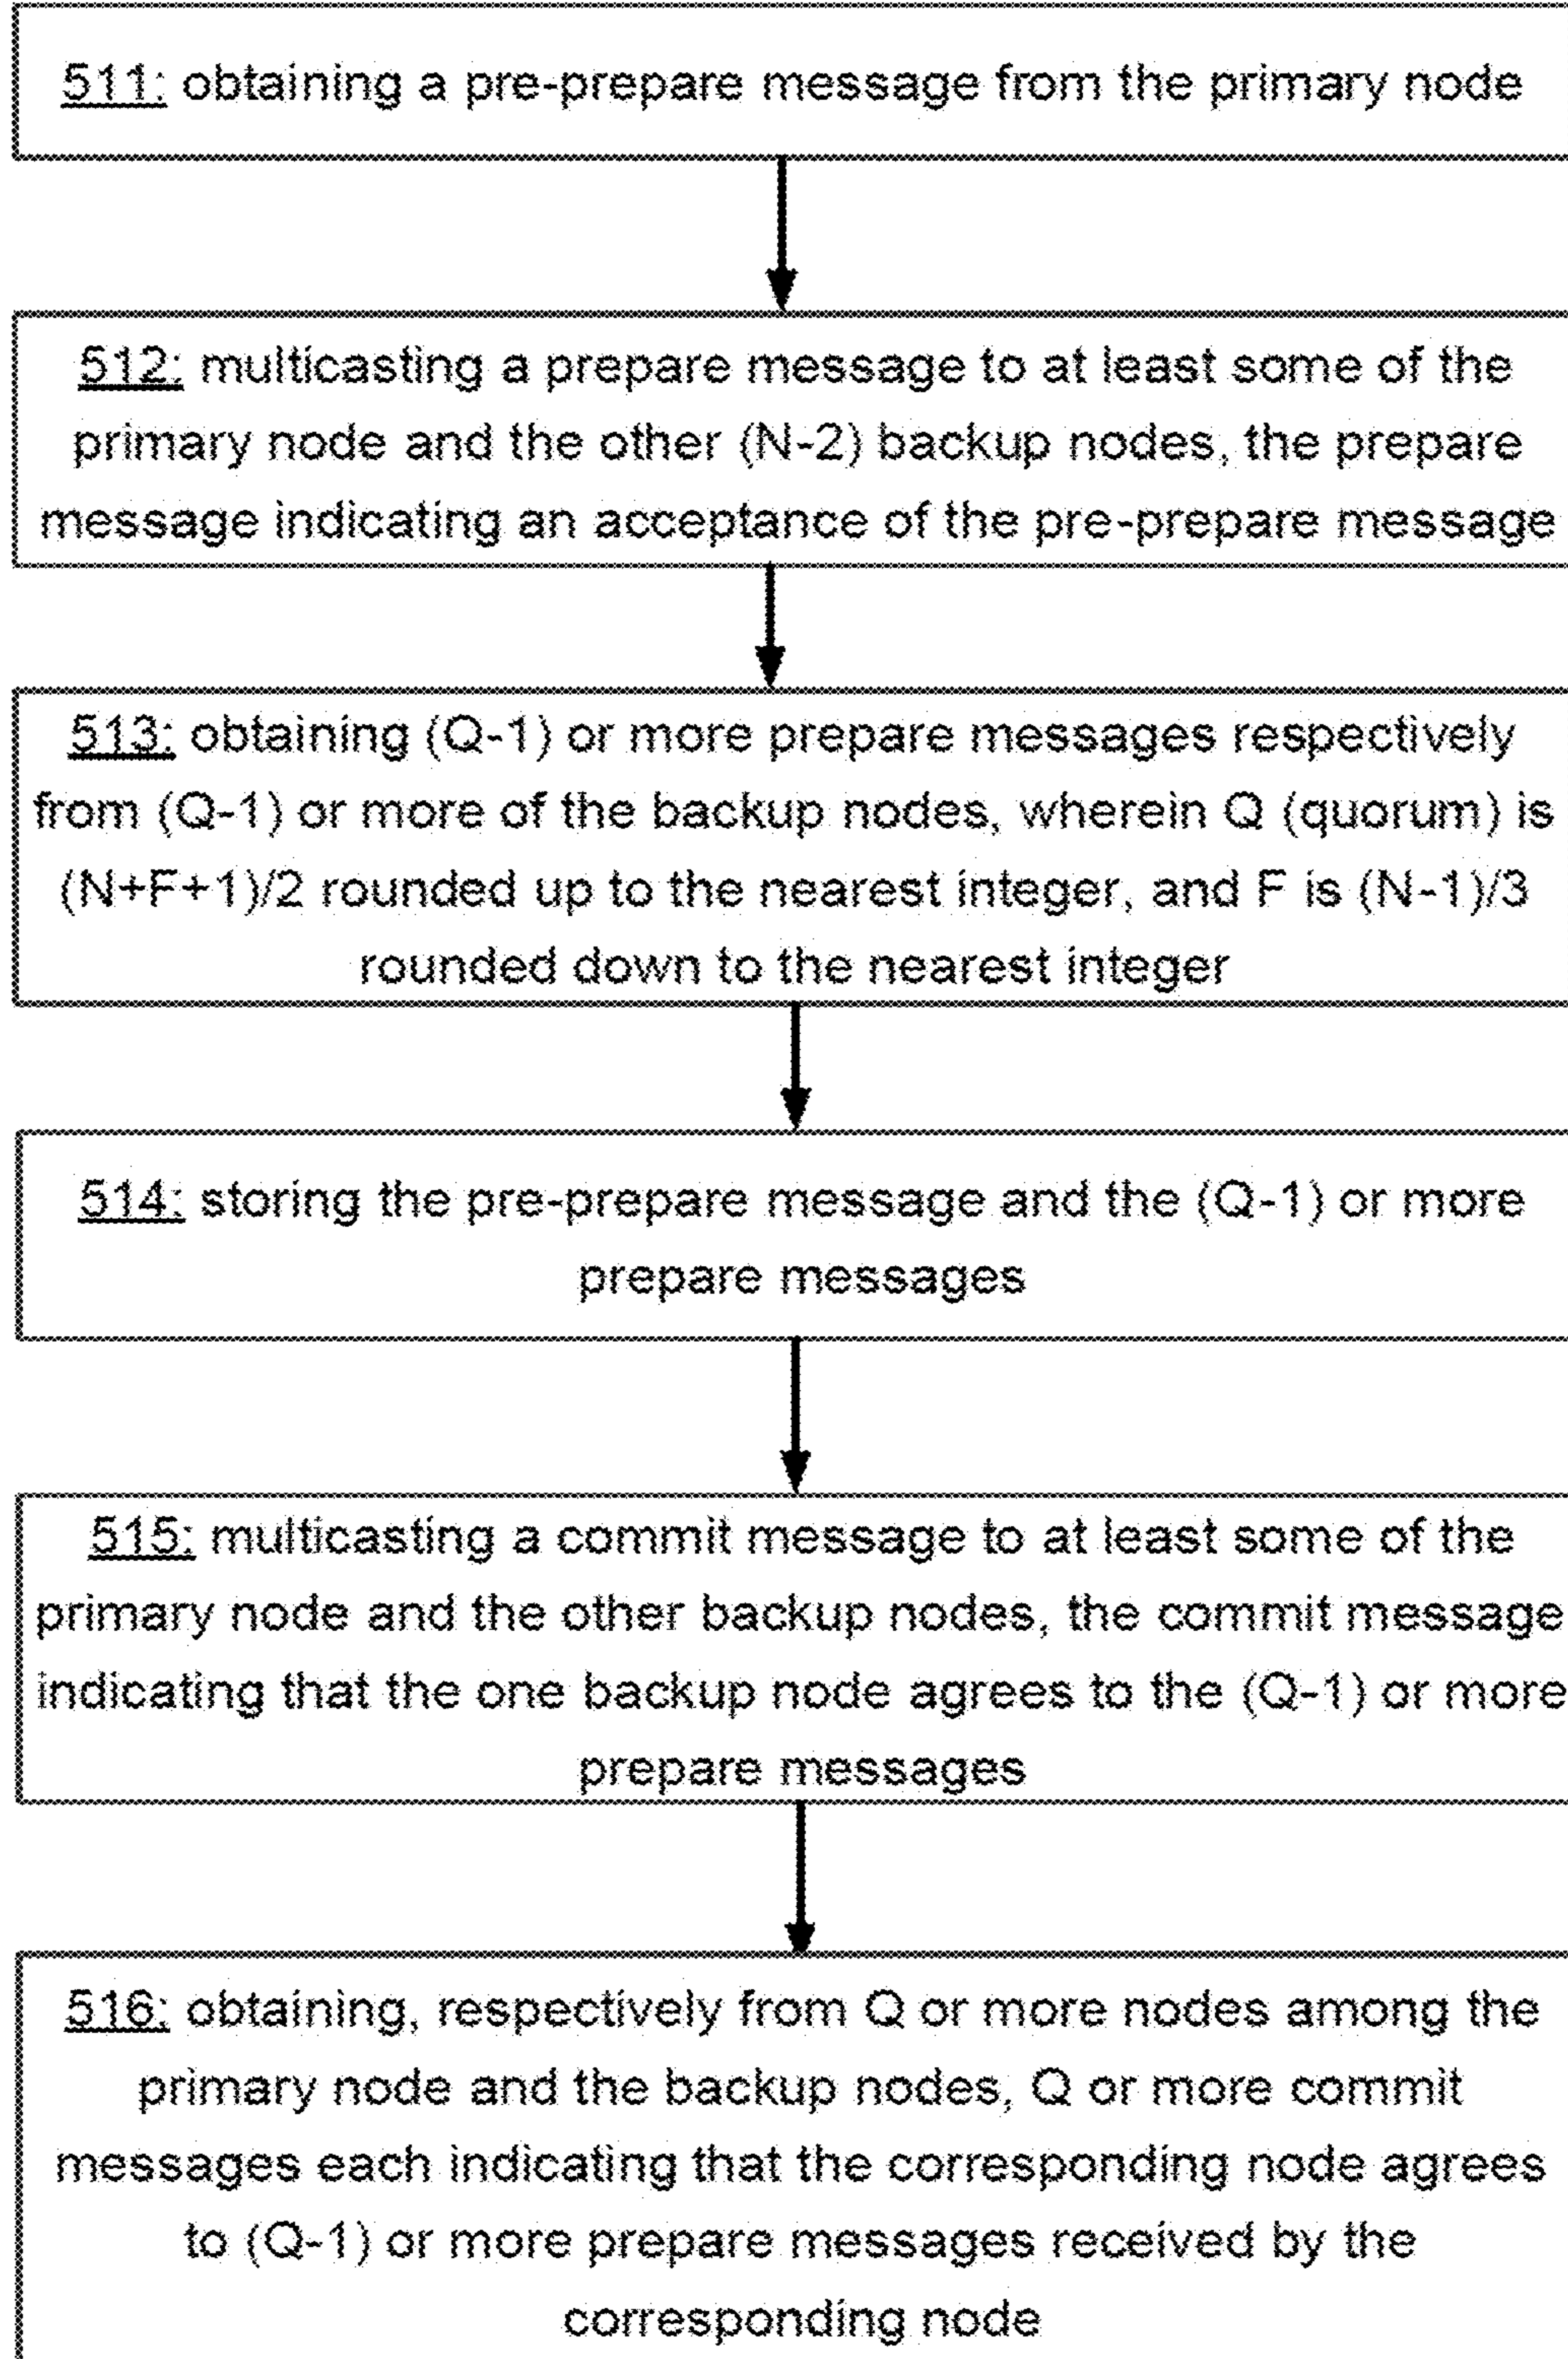 511: obtaining a pre-prepare message from the primary node
512: multicasting a prepare message to at least some of the
primary node and the other (N-2) backup nodes, the prepare
message indicating an acceptance of the pre-prepare message
513: obtaining (Q-1) or more prepare messages respectively
from (Q-1) or more of the backup nodes, wherein Q (quorum) is
(N+F+1)/2 rounded up to the nearest integer, and F is (N-1)/3
rounded down to the nearest integer
514: storing the pre-prepare message and the (Q-1) or more
prepare messages
515: multicasting a commit message to at least some of the
primary node and the other backup nodes, the commit message
indicating that the one backup node agrees to the (Q-1) or more
prepare messages
516: obtaining, respectively from Q or more nodes among the
primary node and the backup nodes, Q or more commit
messages each indicating that the corresponding node agrees
to (Q-1) or more prepare messages received by the
corresponding node